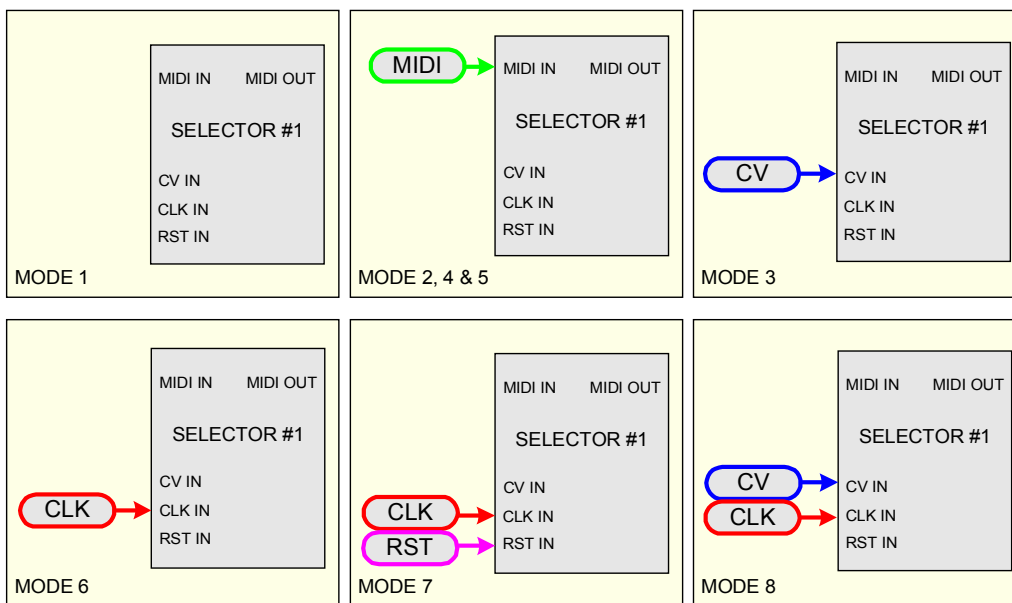 MIDI IN MIDI OUT
SELECTOR #1
CV IN
CLK IN
RST IN
MODE 1
MIDI
MIDI IN MIDI OUT
SELECTOR #1
CV IN
CLK IN
RST IN
MODE 2, 4 & 5
MIDI IN MIDI OUT
SELECTOR #1
CV
CV IN
CLK IN
RST IN
MODE 3
MIDI IN MIDI OUT
SELECTOR #1
CV IN
CLK
CLK IN
RST IN
MODE 6
MIDI IN MIDI OUT
SELECTOR #1
CV IN
CLK
CLK IN
RST
RST IN
MODE 7
MIDI IN MIDI OUT
SELECTOR #1
CV
CV IN
CLK
CLK IN
RST IN
MODE 8